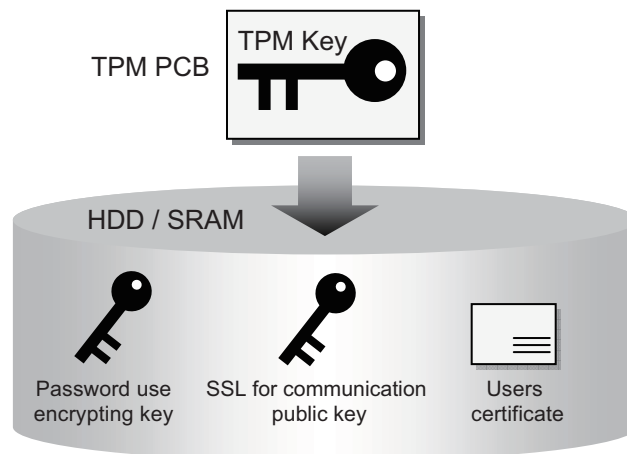 TPM PCB
TPM Key
HDD / SRAM
Password use
encrypting key
SSL for communication
public key
Users
certificate